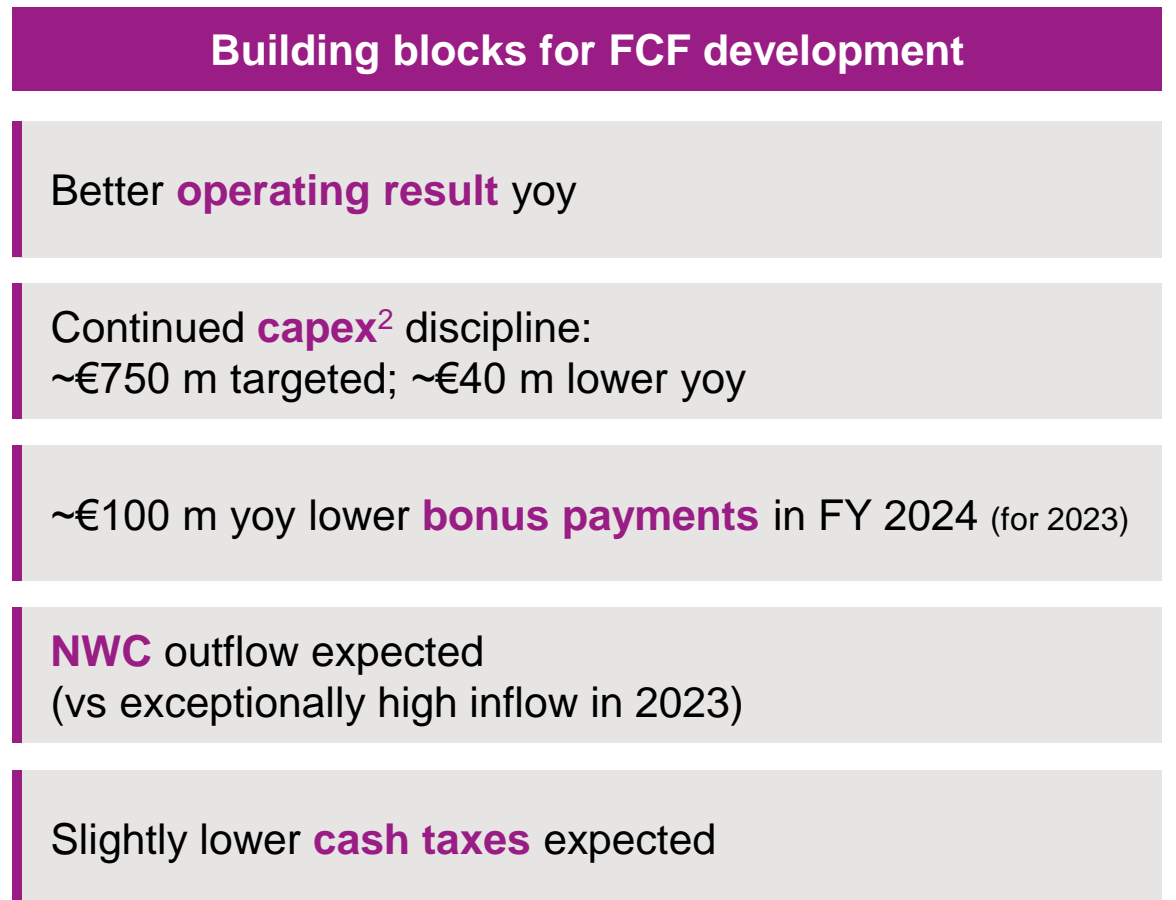 Building blocks for FCF development
Better operating result yoy
Continued capex² discipline:
~€750 m targeted; ~€40 m lower yoy
~€100 m yoy lower bonus payments in FY 2024 (for 2023)
NWC outflow expected
(vs exceptionally high inflow in 2023)
Slightly lower cash taxes expected